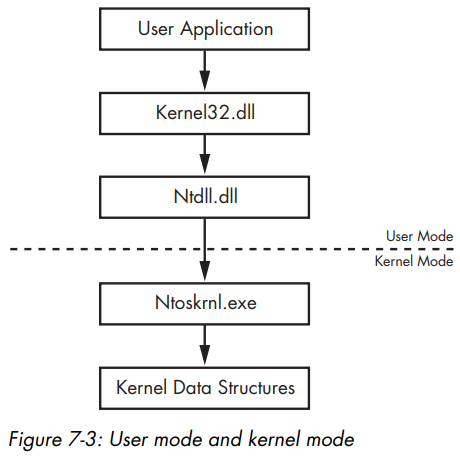 User Application
Kernel32.dll
Ntdll.dll
User Mode
Kernel Mode
Ntoskrnl.exe
Kernel Data Structures
Figure 7-3: User mode and kernel mode